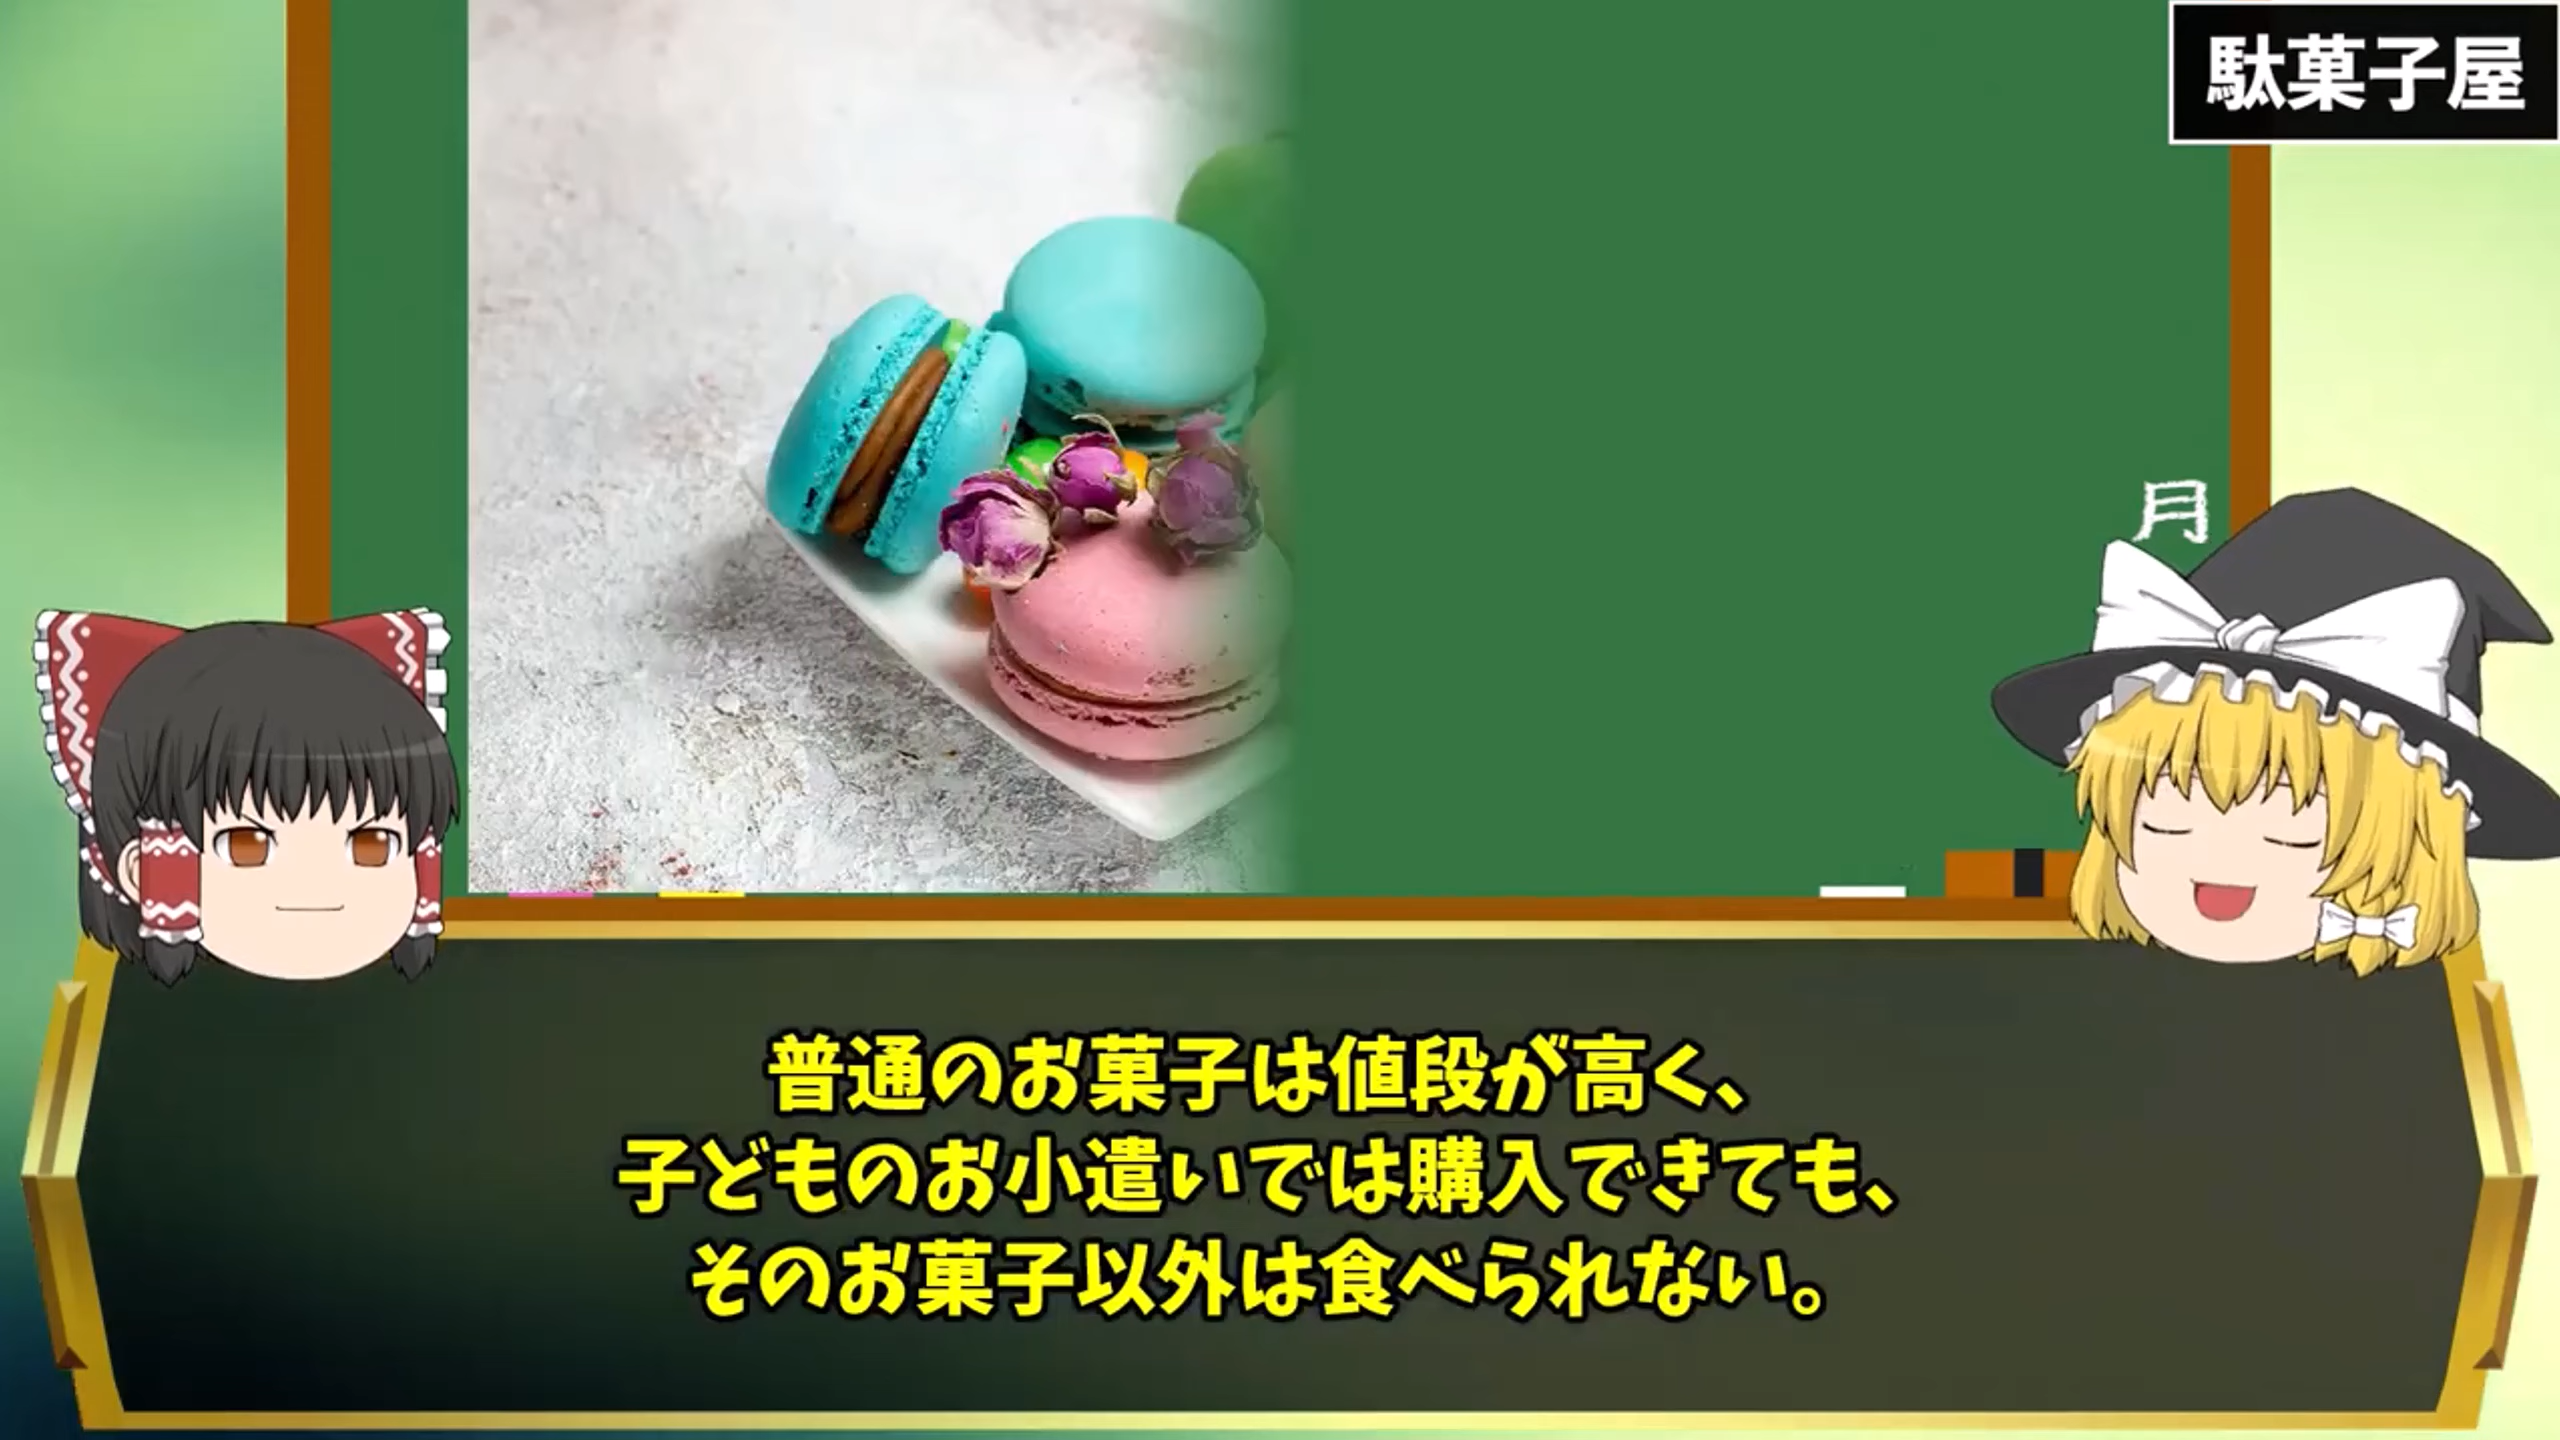 駄菓子屋
月
普通のお菓子は値段が高く、
子どものお小遣いでは購入できても、
そのお菓子以外は食べられない。